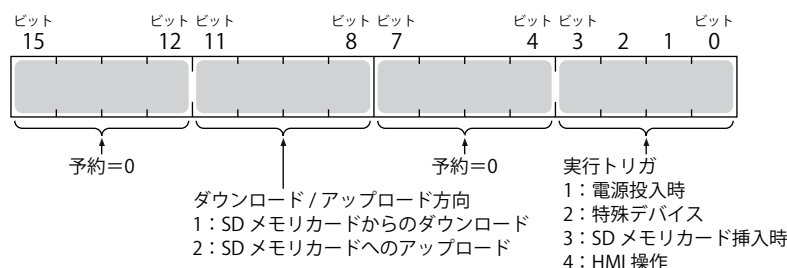 ビット ビット ビット ビット ビット ビット ビット ビット
15 12 11 8 7 4 3 2 1 0
予約=0
ダウンロード / アップロード方向
1：SD メモリカードからのダウンロード
2：SD メモリカードへのアップロード
予約=0
実行トリガ
1：電源投入時
2：特殊デバイス
3：SD メモリカード挿入時
4：HMI 操作